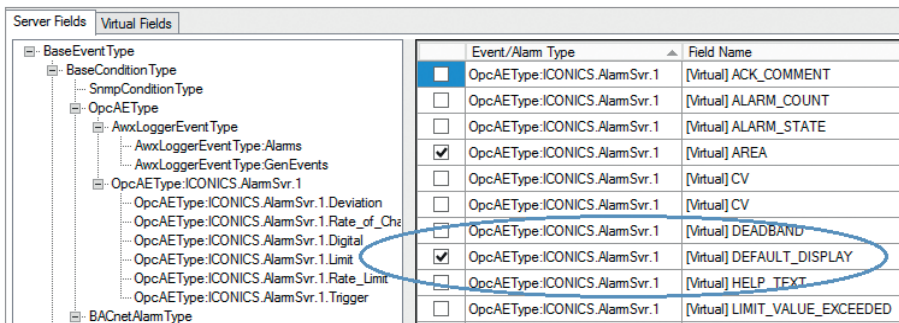 Server Fields Virtual Fields
BaseEventType
BaseConditionType
SnmpConditionType
OpcAEType
AwxLoggerEventType
AwxLoggerEventType:Alarms
AwxLoggerEventType:GenEvents
OpcAEType:ICONICS.AlarmSvr.1
OpcAEType:ICONICS.AlarmSvr.1.Deviation
OpcAEType:ICONICS.AlarmSvr.1.Rate_of_Cha
OpcAEType:ICONICS.AlarmSvr.1.Digital
OpcAEType:ICONICS.AlarmSvr.1.Limit
OpcAEType:ICONICS.AlarmSvr.1.Rate_Limit
OpcAEType:ICONICS.AlarmSvr.1.Trigger
BACnetAlarmType
Event/Alarm Type Field Name
OpcAEType:ICONICS.AlarmSvr.1 [Virtual] ACK_COMMENT
OpcAEType:ICONICS.AlarmSvr.1 [Virtual] ALARM_COUNT
OpcAEType:ICONICS.AlarmSvr.1 [Virtual] ALARM_STATE
OpcAEType:ICONICS.AlarmSvr.1 [Virtual] AREA
OpcAEType:ICONICS.AlarmSvr.1 [Virtual] CV
OpcAEType:ICONICS.AlarmSvr.1 [Virtual] CV
OpcAEType:ICONICS.AlarmSvr.1 [Virtual] DEADBAND
OpcAEType:ICONICS.AlarmSvr.1 [Virtual] DEFAULT_DISPLAY
OpcAEType:ICONICS.AlarmSvr.1 [Virtual] HELP_TEXT
OpcAEType:ICONICS.AlarmSvr.1 [Virtual] LIMIT_VALUE_EXCEEDED